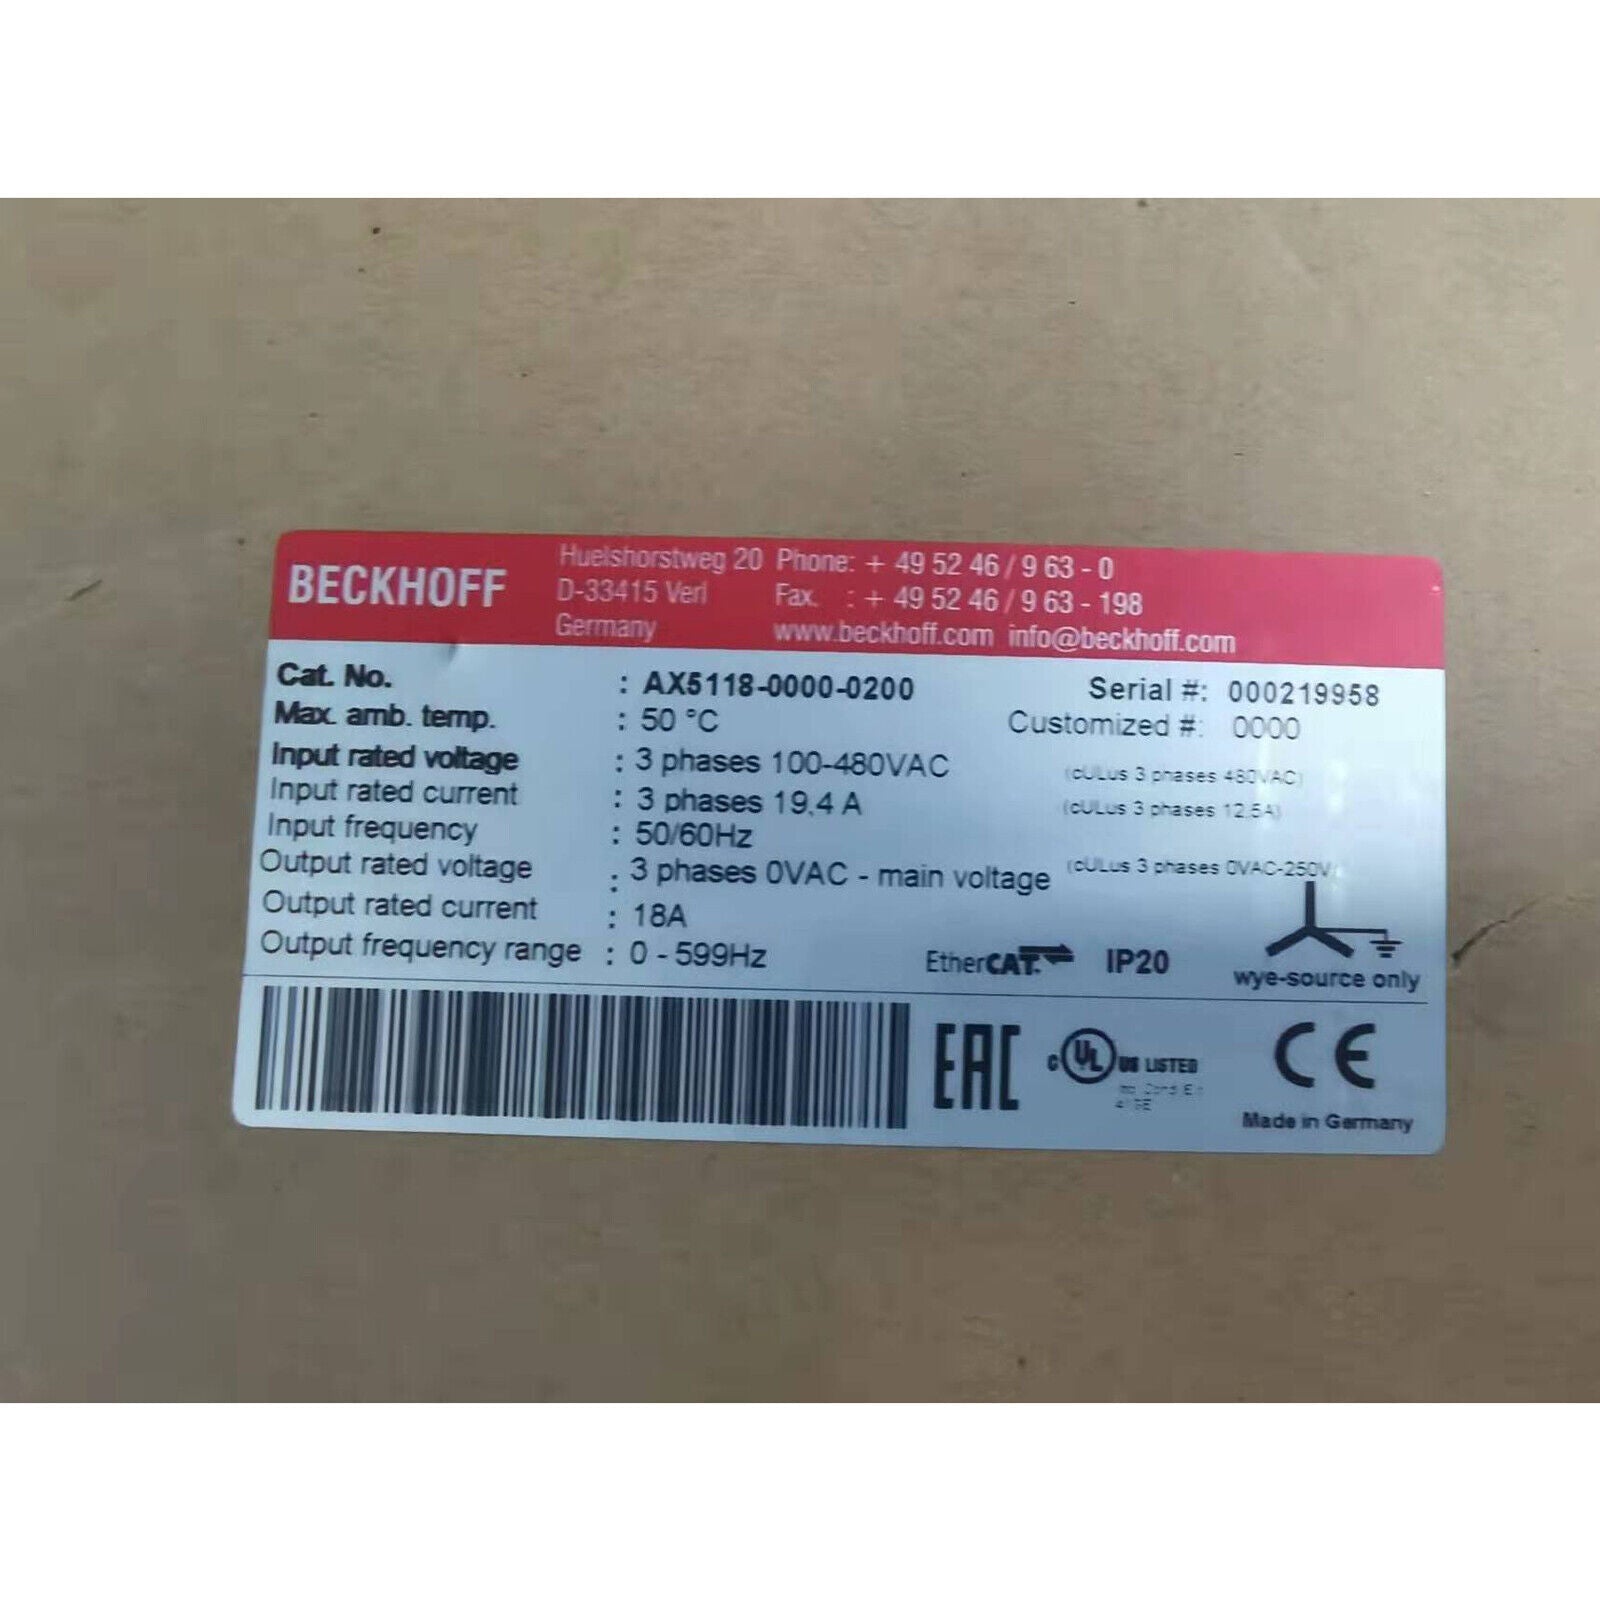 BECKHOFF
Huelshorstweg 20 Phone: + 49 52 46 / 9 63 - 0
D-33415 Verl Fax. : + 49 52 46 / 9 63 - 198
Germany www.beckhoff.com info@beckhoff.com
Cat. No. : AX5118-0000-0200 Serial #: 000219958
Max. amb. temp. : 50 °C Customized #: 0000
Input rated voltage : 3 phases 100-480VAC (cULus 3 phases 480VAC)
Input rated current : 3 phases 19,4 A (cULus 3 phases 12,5A)
Input frequency : 50/60Hz
Output rated voltage : 3 phases 0VAC - main voltage (cULus 3 phases 0VAC-250V
Output rated current : 18A
Output frequency range : 0 - 599Hz
EtherCAT. IP20 wye-source only
EAC C UL US LISTED CE
Made in Germany